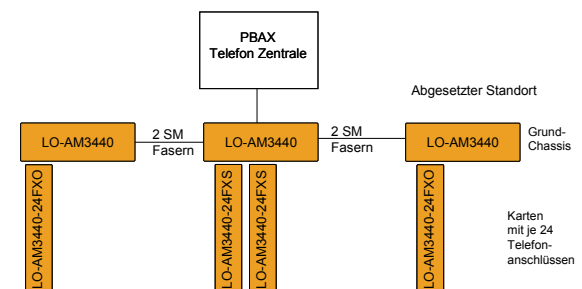 PBAX
Telefon Zentrale
Abgesetzter Standort
LO-AM3440
2 SM
Fasern
LO-AM3440
2 SM
Fasern
LO-AM3440
Grund-
Chassis
LO-AM3440-24FXO
LO-AM3440-24FXS
LO-AM3440-24FXS
LO-AM3440-24FXO
Karten
mit je 24
Telefon-
anschlüssen